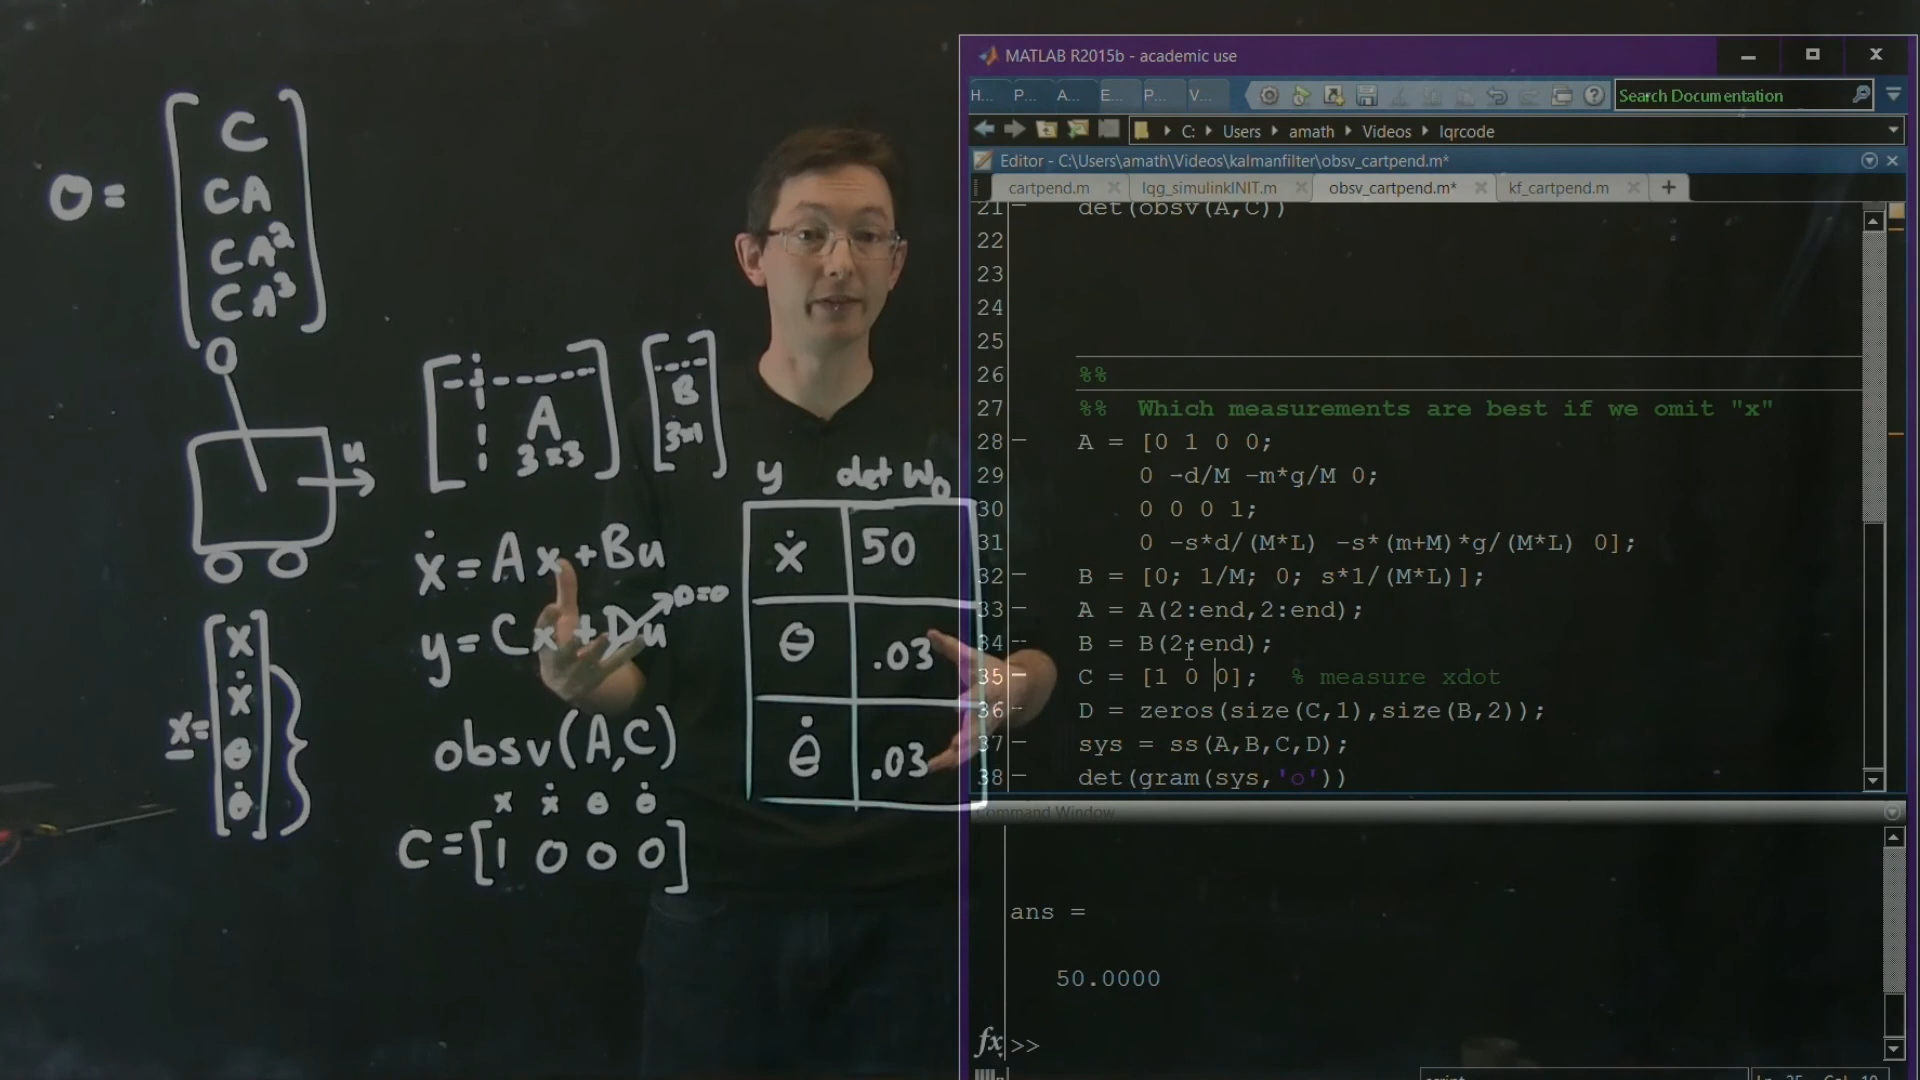 O =
C
CA
CA²
CA³
u
A
3×3
B
3×1
ẋ = Ax + Bu
y = Cx + Du
D=0
x =
x
ẋ
θ
θ̇
obsv(A,C)
x ẋ θ θ̇
C = [1 0 0 0]
y det W₀
ẋ 50
θ .03
θ̇ .03
MATLAB R2015b - academic use
H... P... A... E... P... V...
Search Documentation
C: Users amath Videos lqrcode
Editor - C:\Users\amath\Videos\kalmanfilter\obsv_cartpend.m*
cartpend.m lqg_simulinkINIT.m obsv_cartpend.m* kf_cartpend.m
21 det(obsv(A,C))
22
23
24
25
26 %%
27 %% Which measurements are best if we omit "x"
28 A = [0 1 0 0;
29 0 -d/M -m*g/M 0;
30 0 0 0 1;
31 0 -s*d/(M*L) -s*(m+M)*g/(M*L) 0];
32 B = [0; 1/M; 0; s*1/(M*L)];
33 A = A(2:end,2:end);
34 B = B(2:end);
35 C = [1 0 0]; % measure xdot
36 D = zeros(size(C,1),size(B,2));
37 sys = ss(A,B,C,D);
38 det(gram(sys,'o'))
Command Window
ans =
50.0000
fx >>